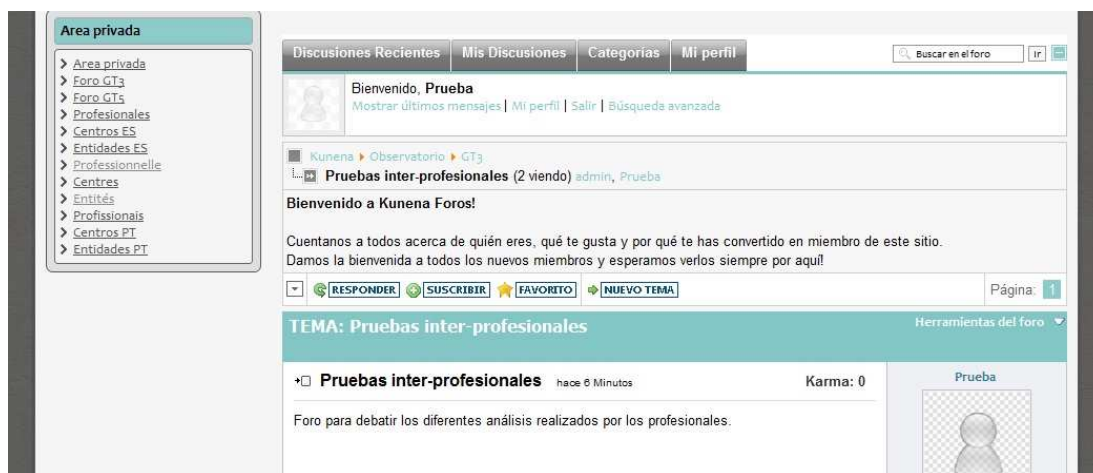 Area privada
Area privada
Foro GT3
Foro GT5
Profesionales
Centros ES
Entidades ES
Professionnelle
Centres
Entités
Profissionais
Centros PT
Entidades PT
Discusiones Recientes Mis Discusiones Categorías Mi perfil
Buscar en el foro Ir
Bienvenido, Prueba
Mostrar últimos mensajes | Mi perfil | Salir | Búsqueda avanzada
Kunena Observatorio GT3
Pruebas inter-profesionales (2 viendo) admin, Prueba
Bienvenido a Kunena Foros!
Cuentanos a todos acerca de quién eres, qué te gusta y por qué te has convertido en miembro de este sitio.
Damos la bienvenida a todos los nuevos miembros y esperamos verlos siempre por aquí!
RESPONDER SUSCRIBIR FAVORITO NUEVO TEMA
Página: 1
TEMA: Pruebas inter-profesionales
Herramientas del foro
Pruebas inter-profesionales hace 6 Minutos
Karma: 0
Prueba
Foro para debatir los diferentes análisis realizados por los profesionales.